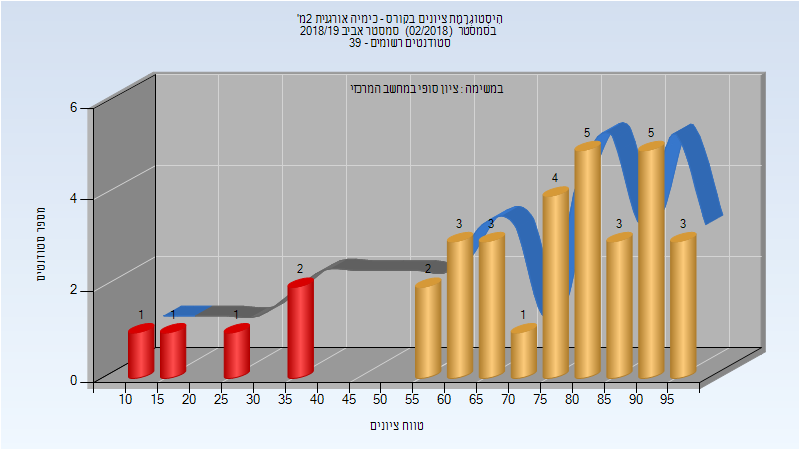 היסטוגרמת ציונים בקורס - כימיה אורגנית 2מ'
בסמסטר (02/2018) סמסטר אביב 2018/19
סטודנטים רשומים - 39
במשימה : ציון סופי במחשב המרכזי
מספר סטודנטים
6
4
2
0
1 1 1 2 2 3 3 1 4 5 3 5 3
10 15 20 25 30 35 40 45 50 55 60 65 70 75 80 85 90 95
טווח ציונים